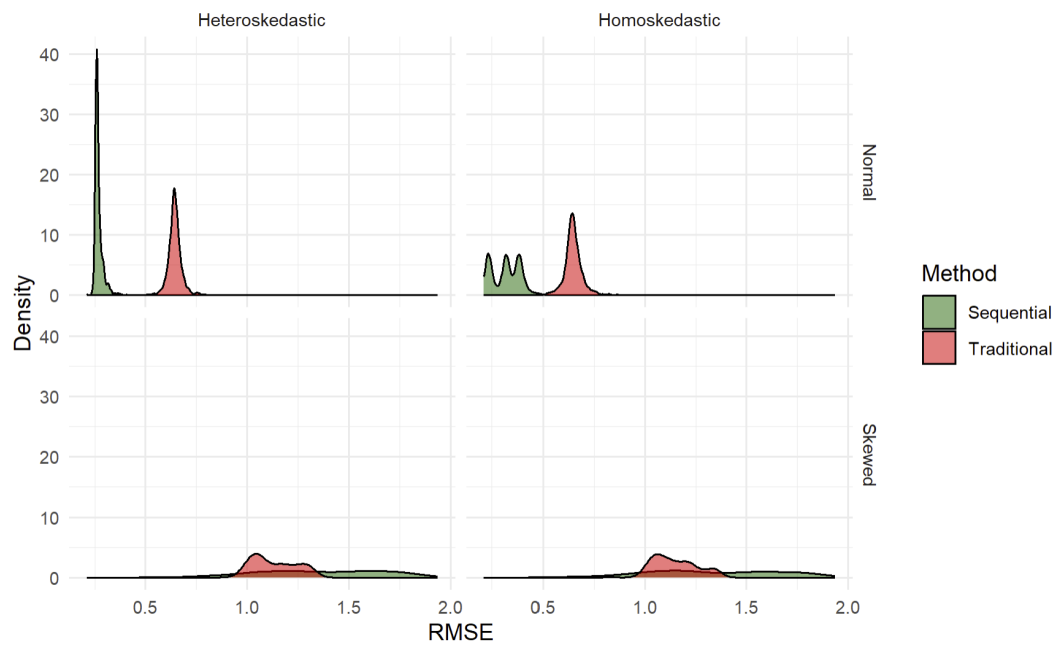 Heteroskedastic
Homoskedastic
40
30
20
10
0
Normal
Density
40
30
20
10
0
Skewed
0.5
1.0
1.5
2.0
0.5
1.0
1.5
2.0
RMSE
Method
Sequential
Traditional